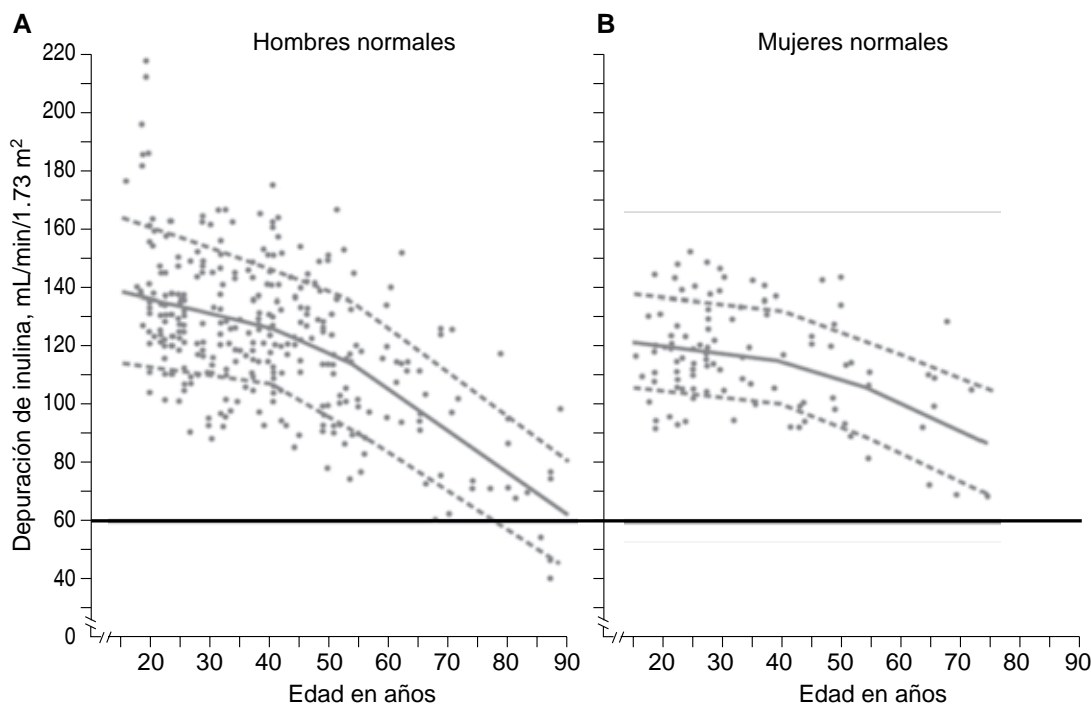 A
Hombres normales
B
Mujeres normales
Depuración de inulina, mL/min/1.73 m²
220
200
180
160
140
120
100
80
60
40
0
20 30 40 50 60 70 80 90
20 30 40 50 60 70 80 90
Edad en años
Edad en años